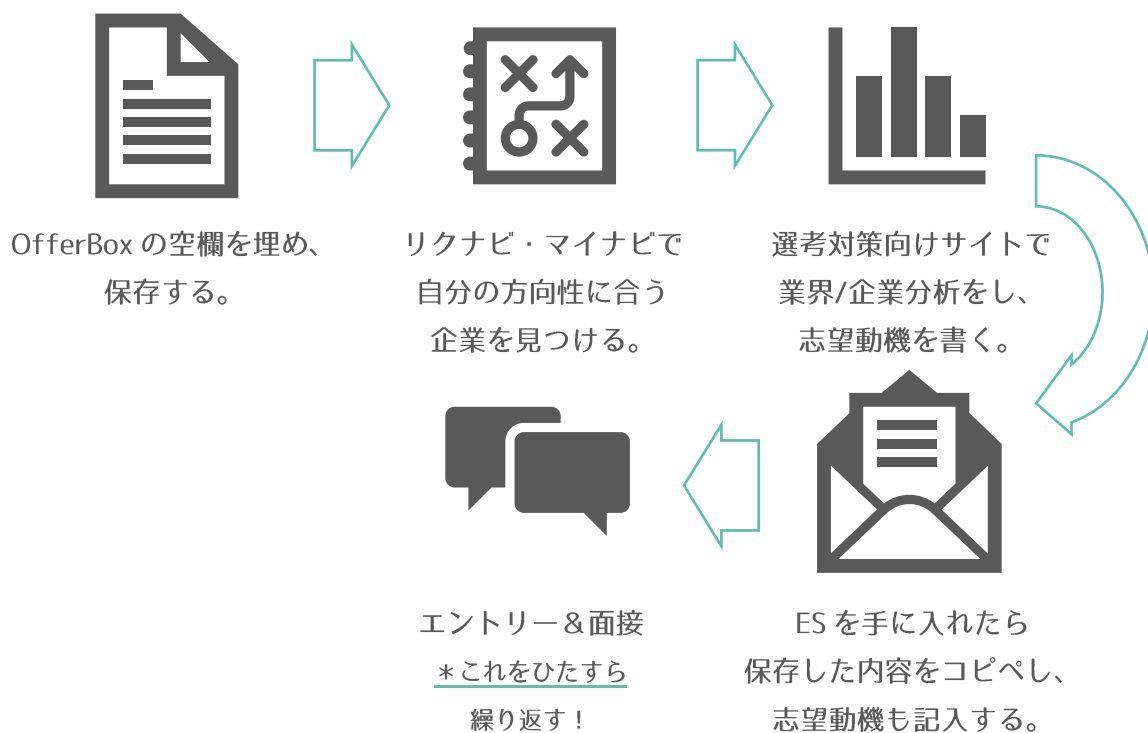 OfferBox の空欄を埋め、
保存する。
リクナビ・マイナビで
自分の方向性に合う
企業を見つける。
選考対策向けサイトで
業界/企業分析をし、
志望動機を書く。
ES を手に入れたら
保存した内容をコピペし、
志望動機も記入する。
エントリー＆面接
＊これをひたすら
繰り返す！